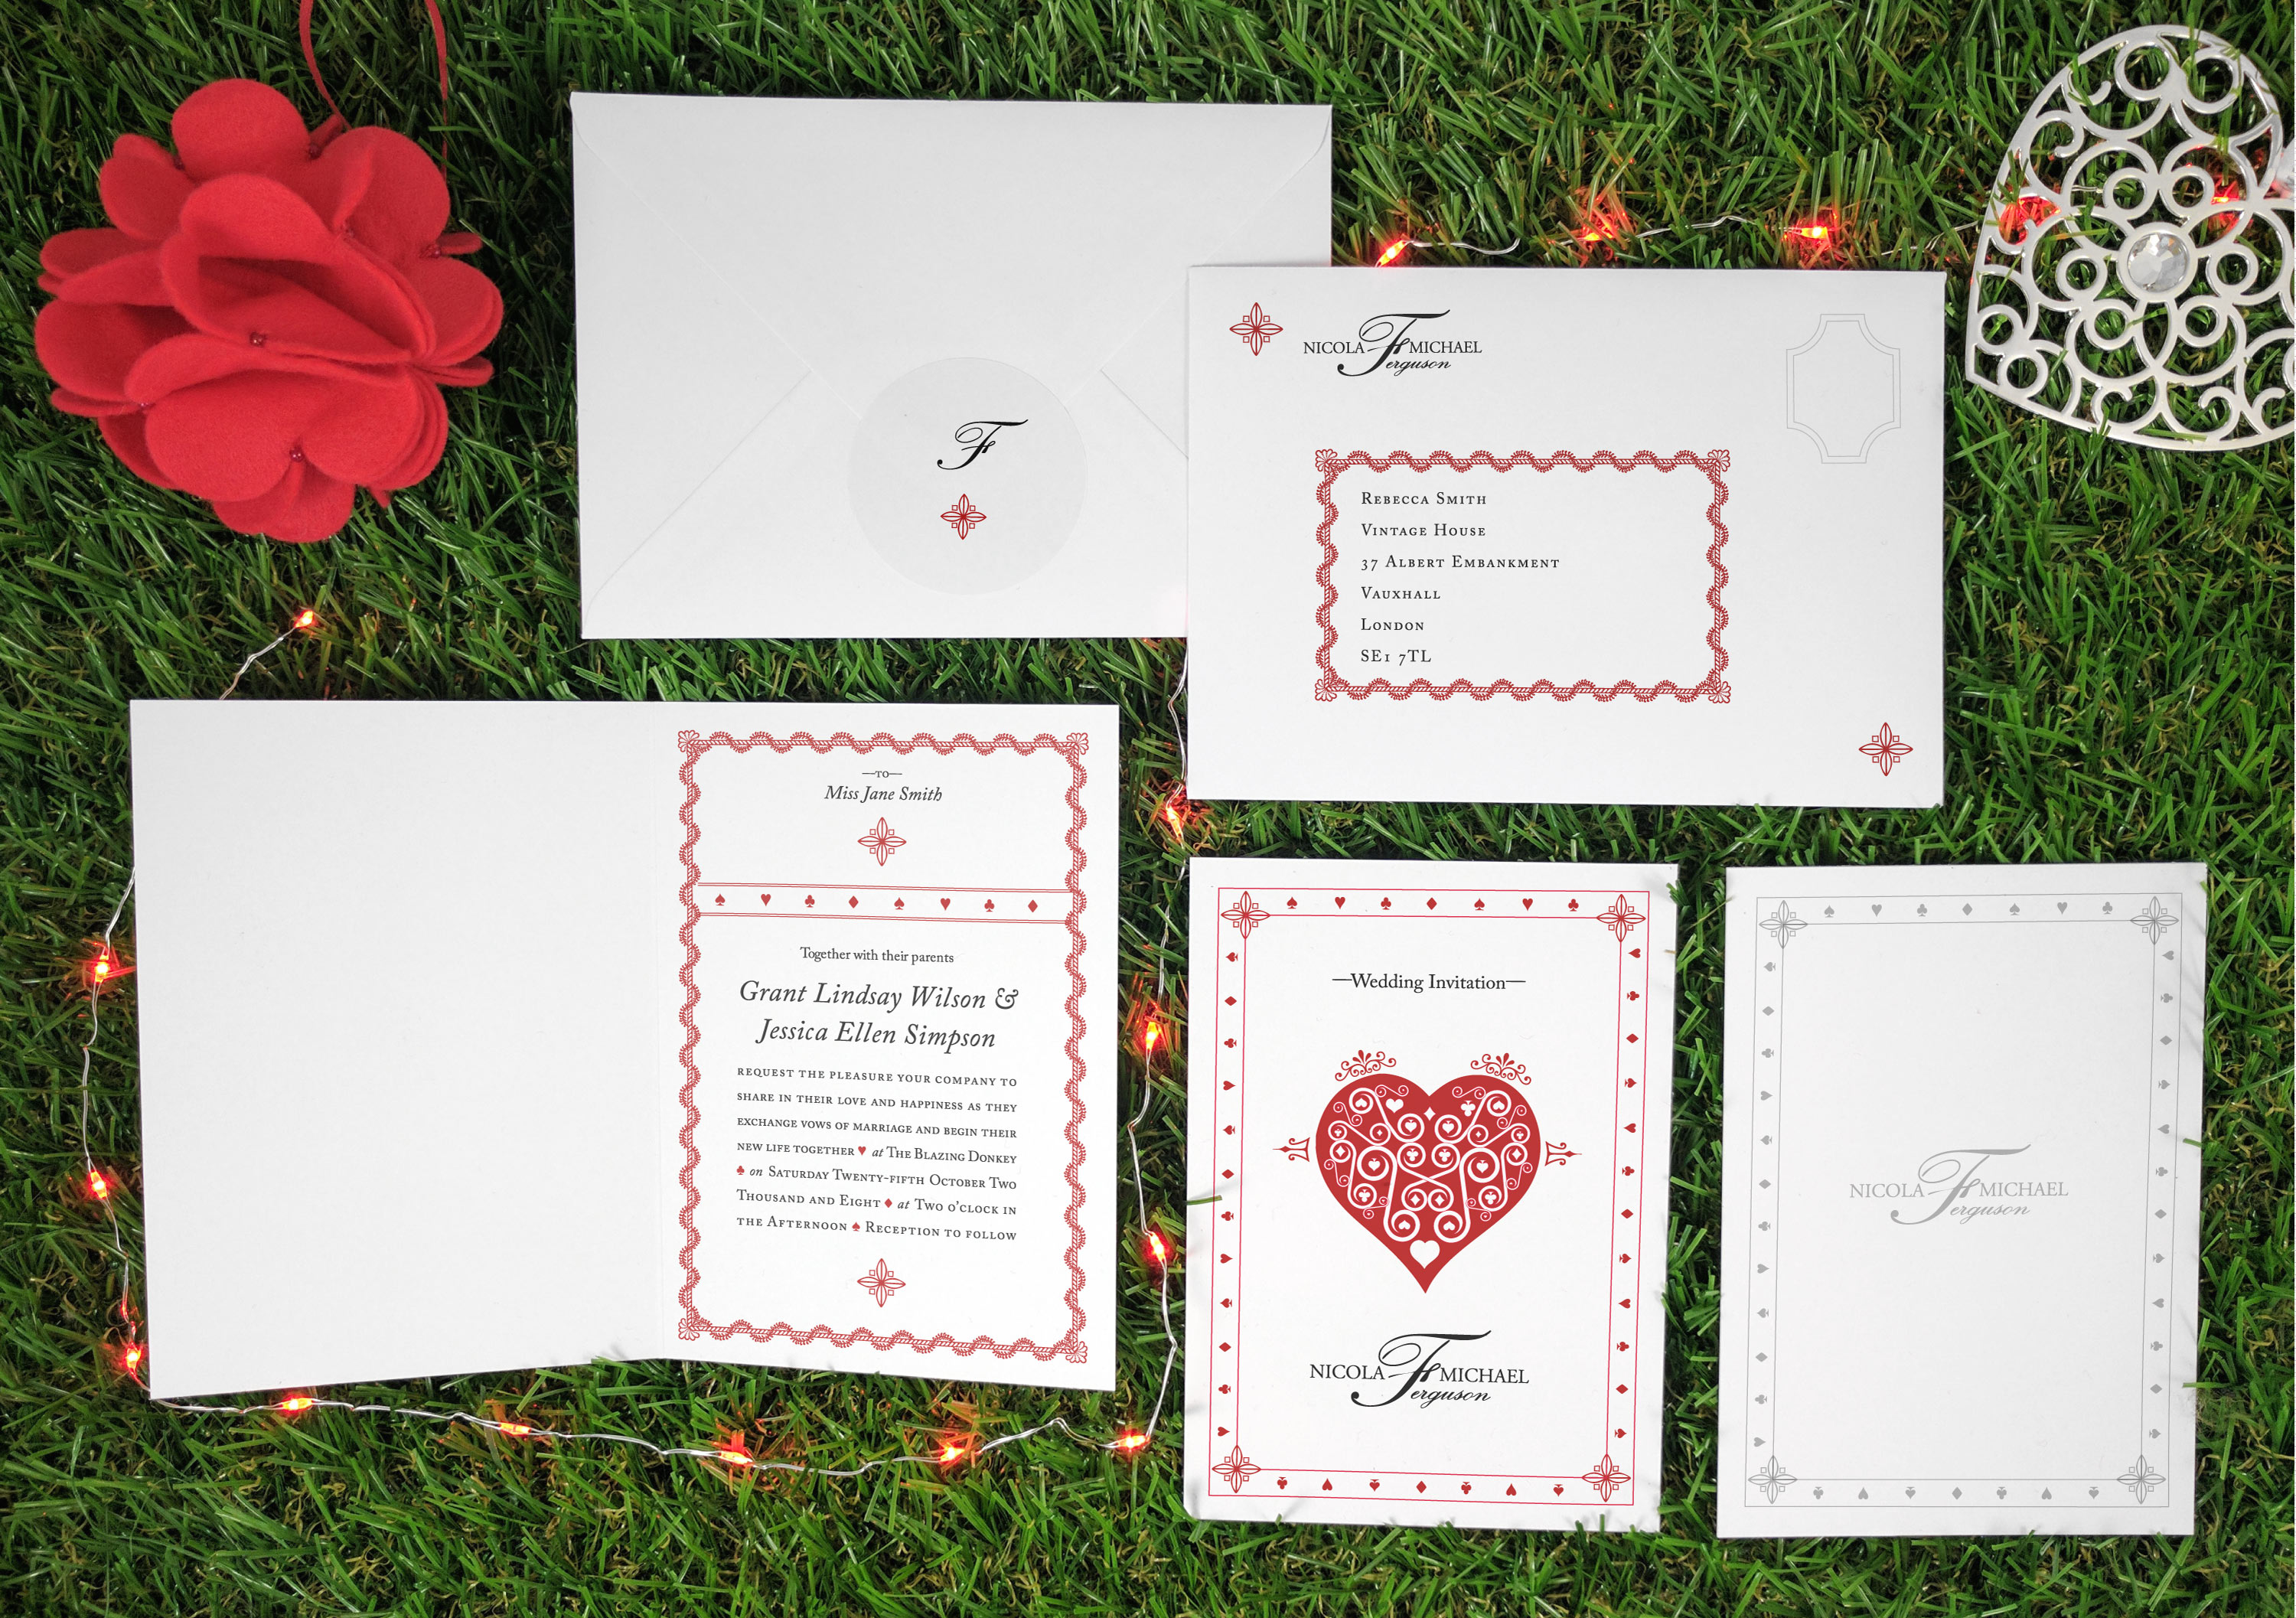 F
NICOLA F MICHAEL
Ferguson
REBECCA SMITH
VINTAGE HOUSE
37 ALBERT EMBANKMENT
VAUXHALL
LONDON
SE1 7TL
—TO—
Miss Jane Smith
Together with their parents
Grant Lindsay Wilson &
Jessica Ellen Simpson
REQUEST THE PLEASURE YOUR COMPANY TO
SHARE IN THEIR LOVE AND HAPPINESS AS THEY
EXCHANGE VOWS OF MARRIAGE AND BEGIN THEIR
NEW LIFE TOGETHER ♥ at THE BLAZING DONKEY
♣ on SATURDAY TWENTY-FIFTH OCTOBER TWO
THOUSAND AND EIGHT ♦ at TWO O'CLOCK IN
THE AFTERNOON ♠ RECEPTION TO FOLLOW
—Wedding Invitation—
NICOLA F MICHAEL
Ferguson
NICOLA F MICHAEL
Ferguson